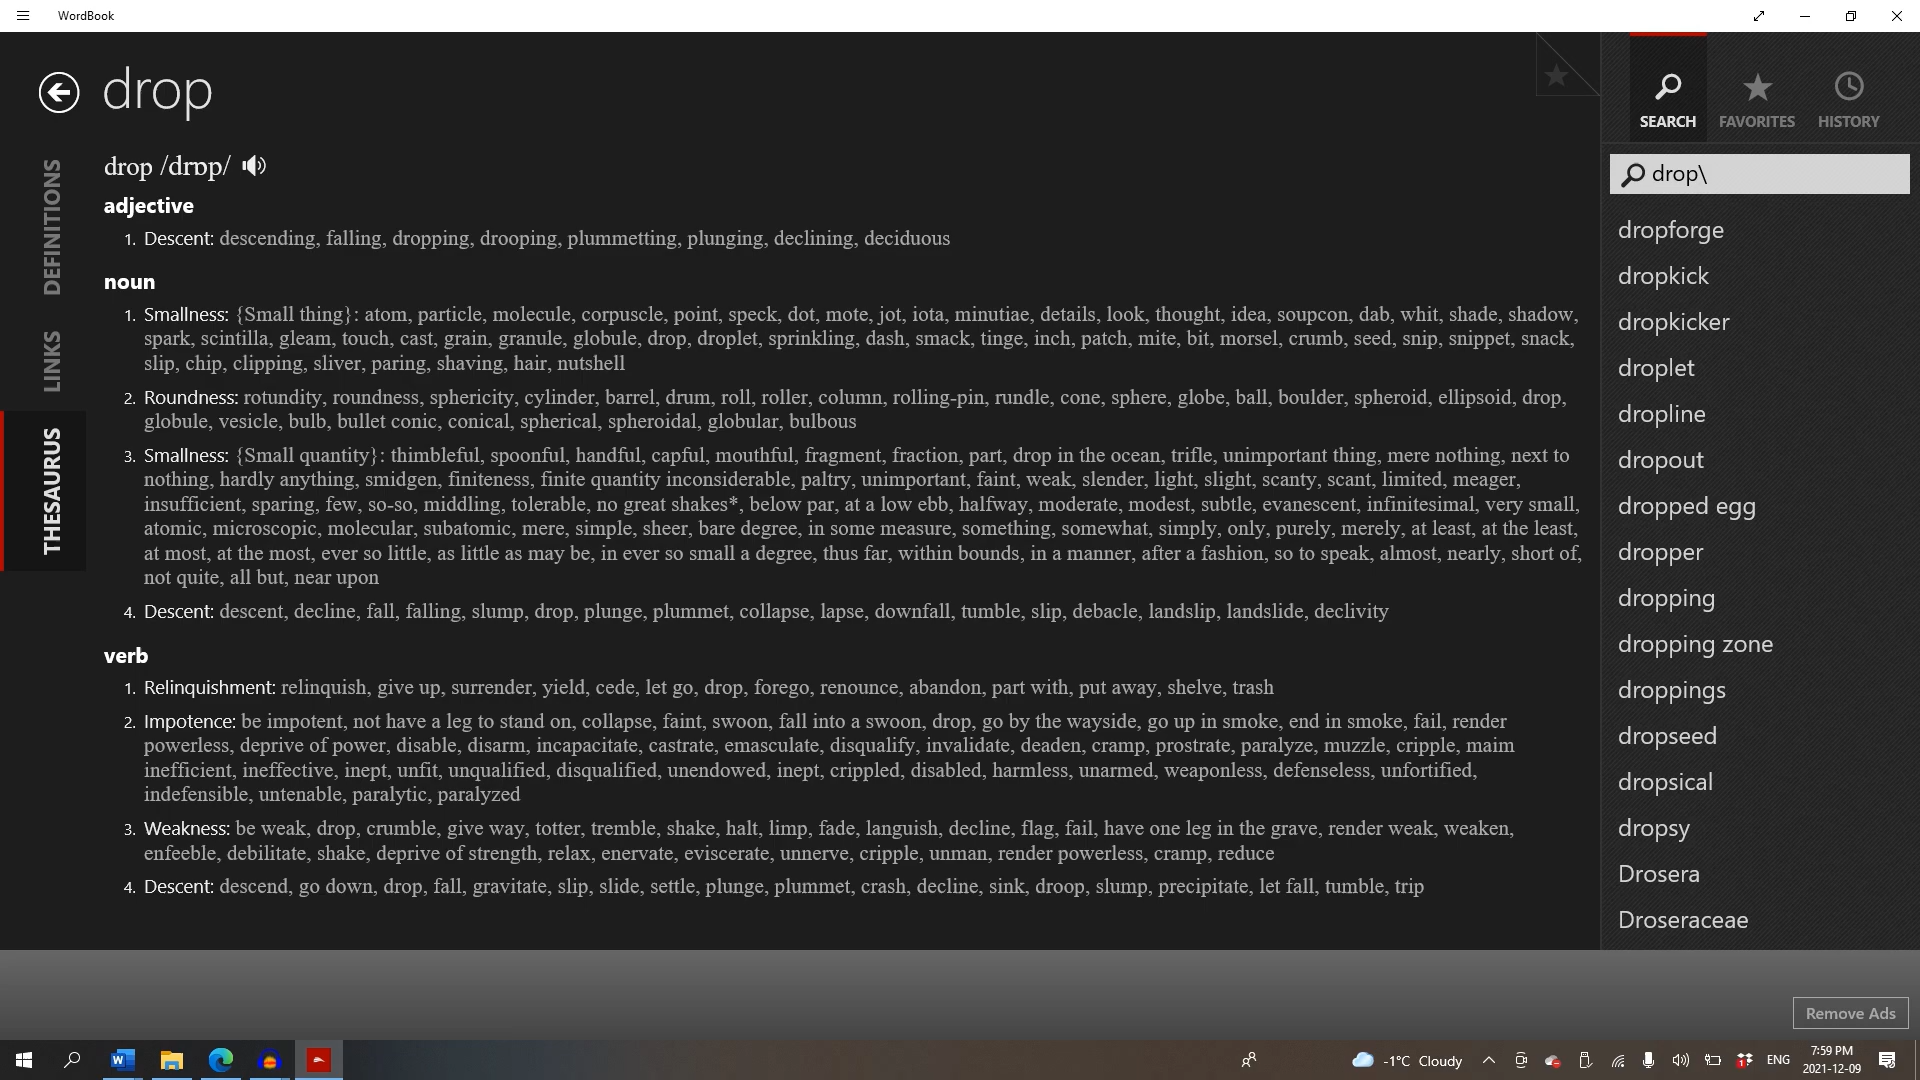 WordBook
drop
SEARCH
FAVORITES
HISTORY
DEFINITIONS
LINKS
THESAURUS
drop /drɒp/
adjective
1. Descent: descending, falling, dropping, drooping, plummetting, plunging, declining, deciduous
noun
1. Smallness: {Small thing}: atom, particle, molecule, corpuscle, point, speck, dot, mote, jot, iota, minutiae, details, look, thought, idea, soupcon, dab, whit, shade, shadow,
spark, scintilla, gleam, touch, cast, grain, granule, globule, drop, droplet, sprinkling, dash, smack, tinge, inch, patch, mite, bit, morsel, crumb, seed, snip, snippet, snack,
slip, chip, clipping, sliver, paring, shaving, hair, nutshell
2. Roundness: rotundity, roundness, sphericity, cylinder, barrel, drum, roll, roller, column, rolling-pin, rundle, cone, sphere, globe, ball, boulder, spheroid, ellipsoid, drop,
globule, vesicle, bulb, bullet conic, conical, spherical, spheroidal, globular, bulbous
3. Smallness: {Small quantity}: thimbleful, spoonful, handful, capful, mouthful, fragment, fraction, part, drop in the ocean, trifle, unimportant thing, mere nothing, next to
nothing, hardly anything, smidgen, finiteness, finite quantity inconsiderable, paltry, unimportant, faint, weak, slender, light, slight, scanty, scant, limited, meager,
insufficient, sparing, few, so-so, middling, tolerable, no great shakes*, below par, at a low ebb, halfway, moderate, modest, subtle, evanescent, infinitesimal, very small,
atomic, microscopic, molecular, subatomic, mere, simple, sheer, bare degree, in some measure, something, somewhat, simply, only, purely, merely, at least, at the least,
at most, at the most, ever so little, as little as may be, in ever so small a degree, thus far, within bounds, in a manner, after a fashion, so to speak, almost, nearly, short of,
not quite, all but, near upon
4. Descent: descent, decline, fall, falling, slump, drop, plunge, plummet, collapse, lapse, downfall, tumble, slip, debacle, landslip, landslide, declivity
verb
1. Relinquishment: relinquish, give up, surrender, yield, cede, let go, drop, forego, renounce, abandon, part with, put away, shelve, trash
2. Impotence: be impotent, not have a leg to stand on, collapse, faint, swoon, fall into a swoon, drop, go by the wayside, go up in smoke, end in smoke, fail, render
powerless, deprive of power, disable, disarm, incapacitate, castrate, emasculate, disqualify, invalidate, deaden, cramp, prostrate, paralyze, muzzle, cripple, maim
inefficient, ineffective, inept, unfit, unqualified, disqualified, unendowed, inept, crippled, disabled, harmless, unarmed, weaponless, defenseless, unfortified,
indefensible, untenable, paralytic, paralyzed
3. Weakness: be weak, drop, crumble, give way, totter, tremble, shake, halt, limp, fade, languish, decline, flag, fail, have one leg in the grave, render weak, weaken,
enfeeble, debilitate, shake, deprive of strength, relax, enervate, eviscerate, unnerve, cripple, unman, render powerless, cramp, reduce
4. Descent: descend, go down, drop, fall, gravitate, slip, slide, settle, plunge, plummet, crash, decline, sink, droop, slump, precipitate, let fall, tumble, trip
drop\
dropforge
dropkick
dropkicker
droplet
dropline
dropout
dropped egg
dropper
dropping
dropping zone
droppings
dropseed
dropsical
dropsy
Drosera
Droseraceae
Remove Ads
-1°C Cloudy
ENG
7:59 PM
2021-12-09